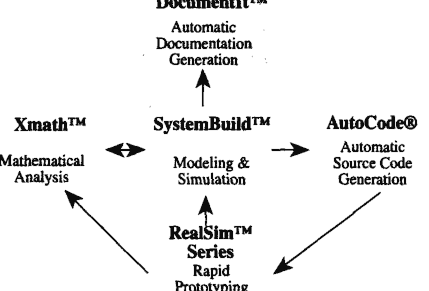 DocumentIt™
Automatic
Documentation
Generation
Xmath™
SystemBuild™
AutoCode®
Mathematical
Analysis
Modeling &
Simulation
Automatic
Source Code
Generation
RealSim™
Series
Rapid
Prototyping